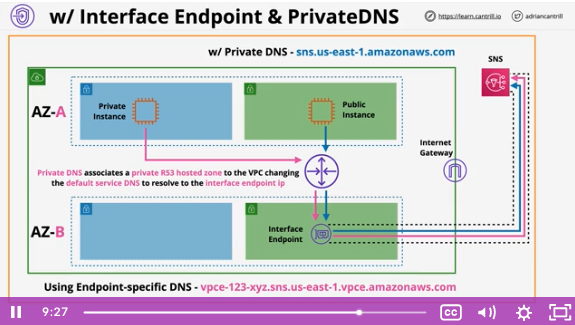 w/ Interface Endpoint & PrivateDNS
https://learn.cantrill.io
adriancantrill
w/ Private DNS - sns.us-east-1.amazonaws.com
SNS
AZ-A
Private
Instance
Public
Instance
Internet
Gateway
Private DNS associates a private R53 hosted zone to the VPC changing
the default service DNS to resolve to the interface endpoint ip
AZ-B
Interface
Endpoint
Using Endpoint-specific DNS - vpce-123-xyz.sns.us-east-1.vpce.amazonaws.com
9:27
CC